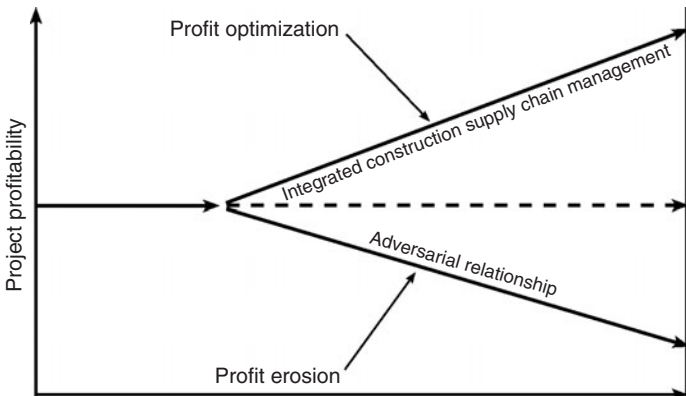 Profit optimization
Integrated construction supply chain management
Project profitability
Adversarial relationship
Profit erosion